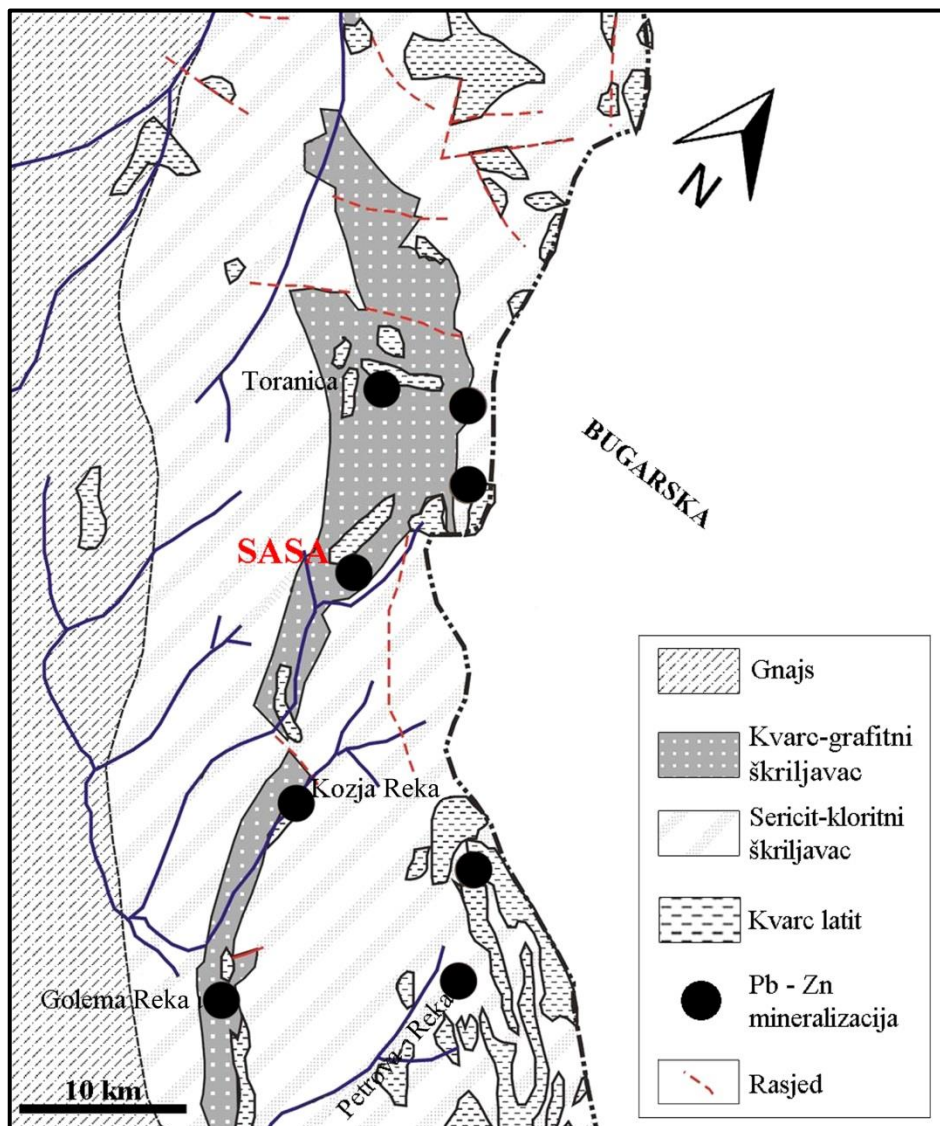 N
Toranica
BUGARSKA
SASA
Gnajs
Kvarc-grafitni
škriljavac
Kozja Reka
Sericit-kloritni
škriljavac
Kvarc latit
Golema Reka
Petrova Reka
Pb - Zn
mineralizacija
Rasjed
10 km